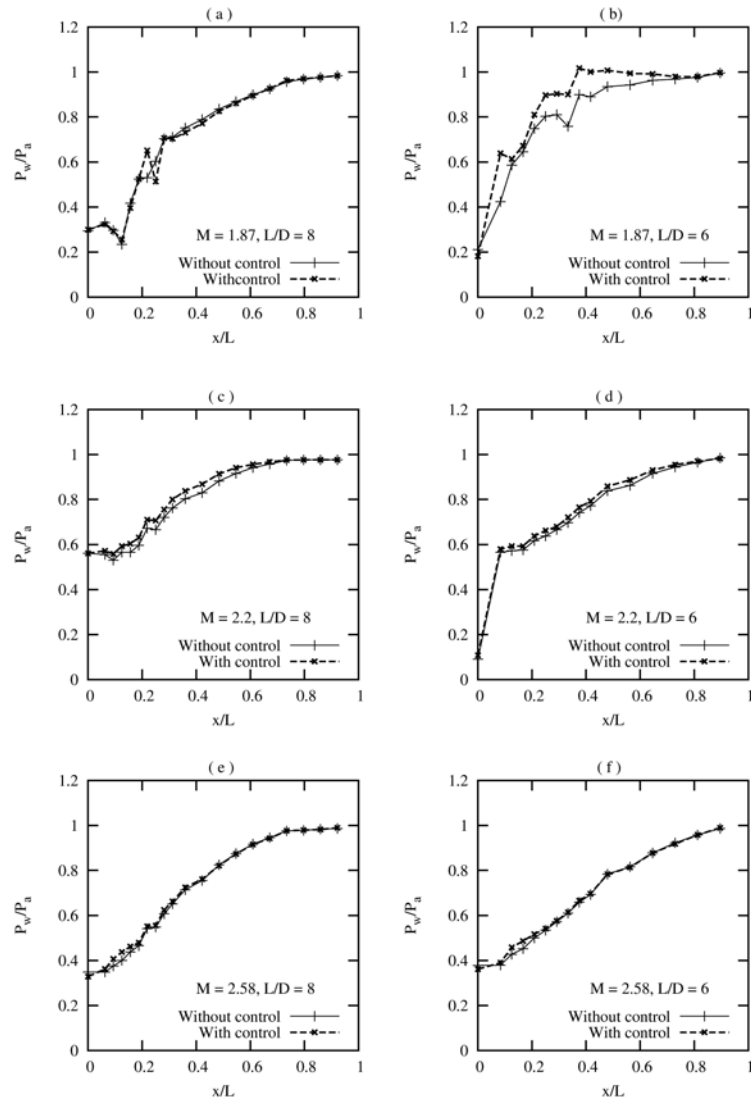 ( a )
1.2
1
0.8
0.6
0.4
0.2
0
P_w/P_a
M = 1.87, L/D = 8
Without control
Withcontrol
0 0.2 0.4 0.6 0.8 1
x/L
( b )
1.2
1
0.8
0.6
0.4
0.2
0
P_w/P_a
M = 1.87, L/D = 6
Without control
With control
0 0.2 0.4 0.6 0.8 1
x/L
( c )
1.2
1
0.8
0.6
0.4
0.2
0
P_w/P_a
M = 2.2, L/D = 8
Without control
With control
0 0.2 0.4 0.6 0.8 1
x/L
( d )
1.2
1
0.8
0.6
0.4
0.2
0
P_w/P_a
M = 2.2, L/D = 6
Without control
With control
0 0.2 0.4 0.6 0.8 1
x/L
( e )
1.2
1
0.8
0.6
0.4
0.2
0
P_w/P_a
M = 2.58, L/D = 8
Without control
With control
0 0.2 0.4 0.6 0.8 1
x/L
( f )
1.2
1
0.8
0.6
0.4
0.2
0
P_w/P_a
M = 2.58, L/D = 6
Without control
With control
0 0.2 0.4 0.6 0.8 1
x/L